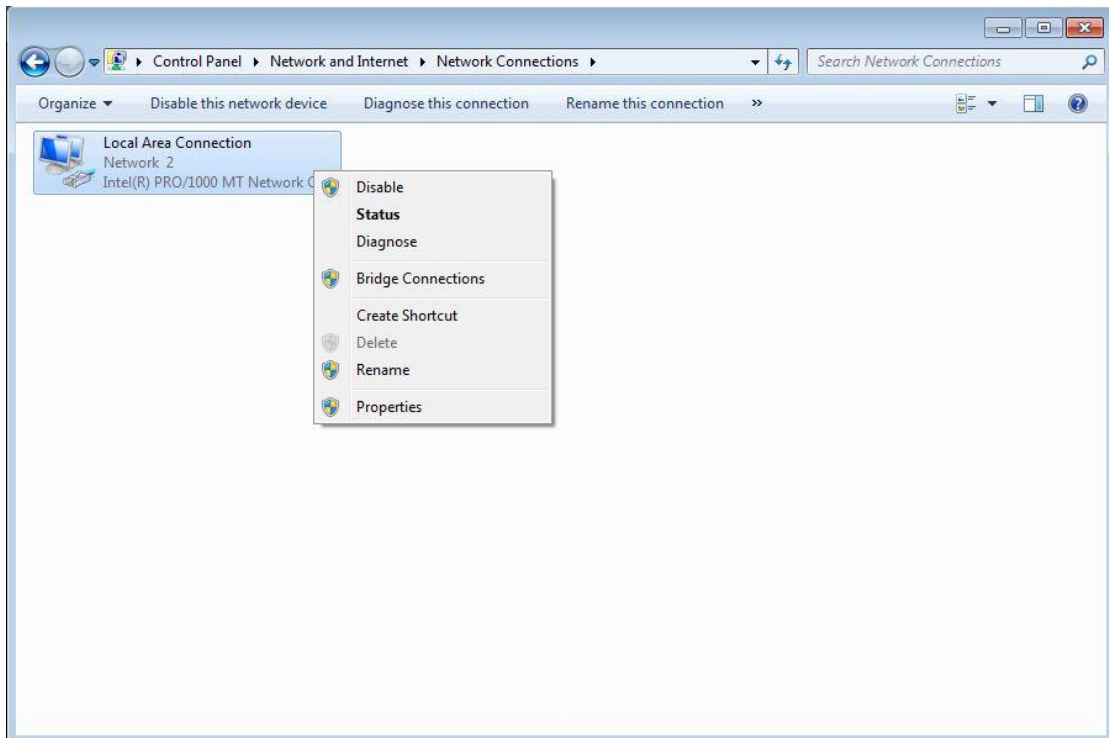 Control Panel Network and Internet Network Connections Search Network Connections
Organize Disable this network device Diagnose this connection Rename this connection »
Local Area Connection
Network 2
Intel(R) PRO/1000 MT Network
Disable
Status
Diagnose
Bridge Connections
Create Shortcut
Delete
Rename
Properties